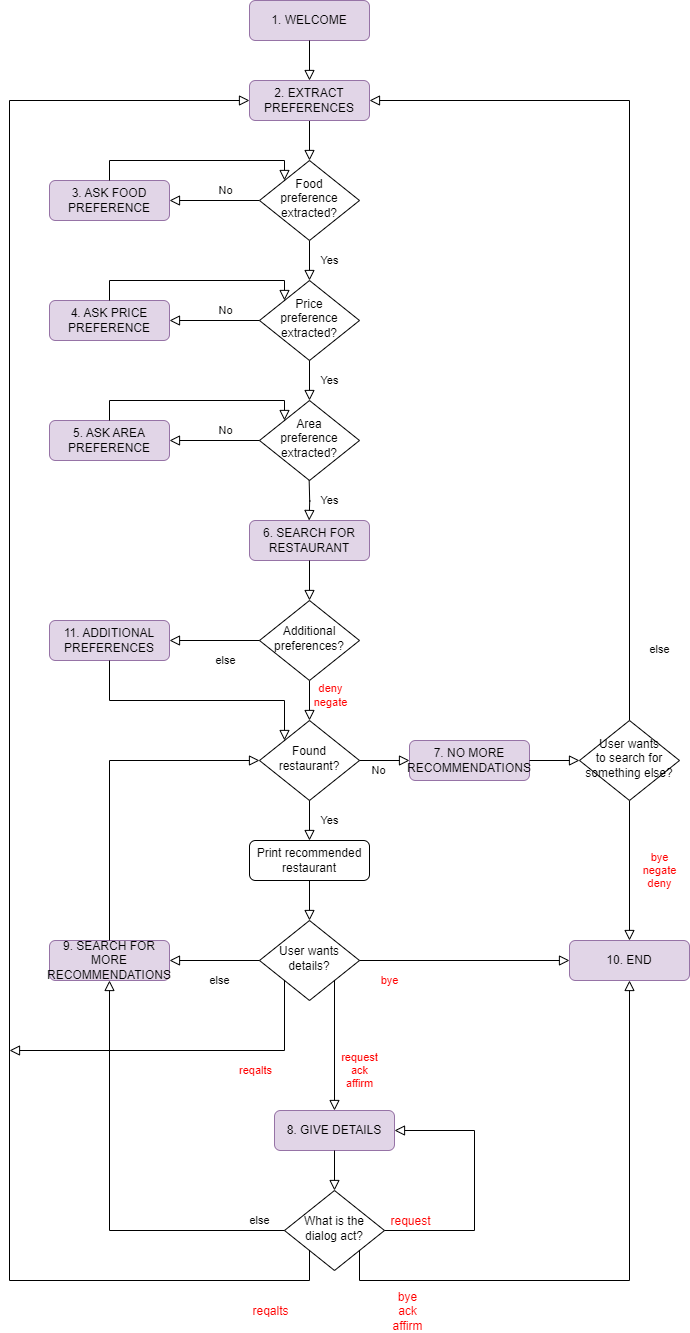 1. WELCOME
2. EXTRACT
PREFERENCES
3. ASK FOOD
PREFERENCE
No
Food
preference
extracted?
Yes
4. ASK PRICE
PREFERENCE
No
Price
preference
extracted?
Yes
5. ASK AREA
PREFERENCE
No
Area
preference
extracted?
Yes
6. SEARCH FOR
RESTAURANT
11. ADDITIONAL
PREFERENCES
else
Additional
preferences?
else
deny
negate
Found
restaurant?
No
7. NO MORE
RECOMMENDATIONS
User wants
to search for
something else?
Yes
Print recommended
restaurant
bye
negate
deny
9. SEARCH FOR
MORE
RECOMMENDATIONS
else
User wants
details?
bye
10. END
reqalts
request
ack
affirm
8. GIVE DETAILS
else
What is the
dialog act?
request
reqalts
bye
ack
affirm